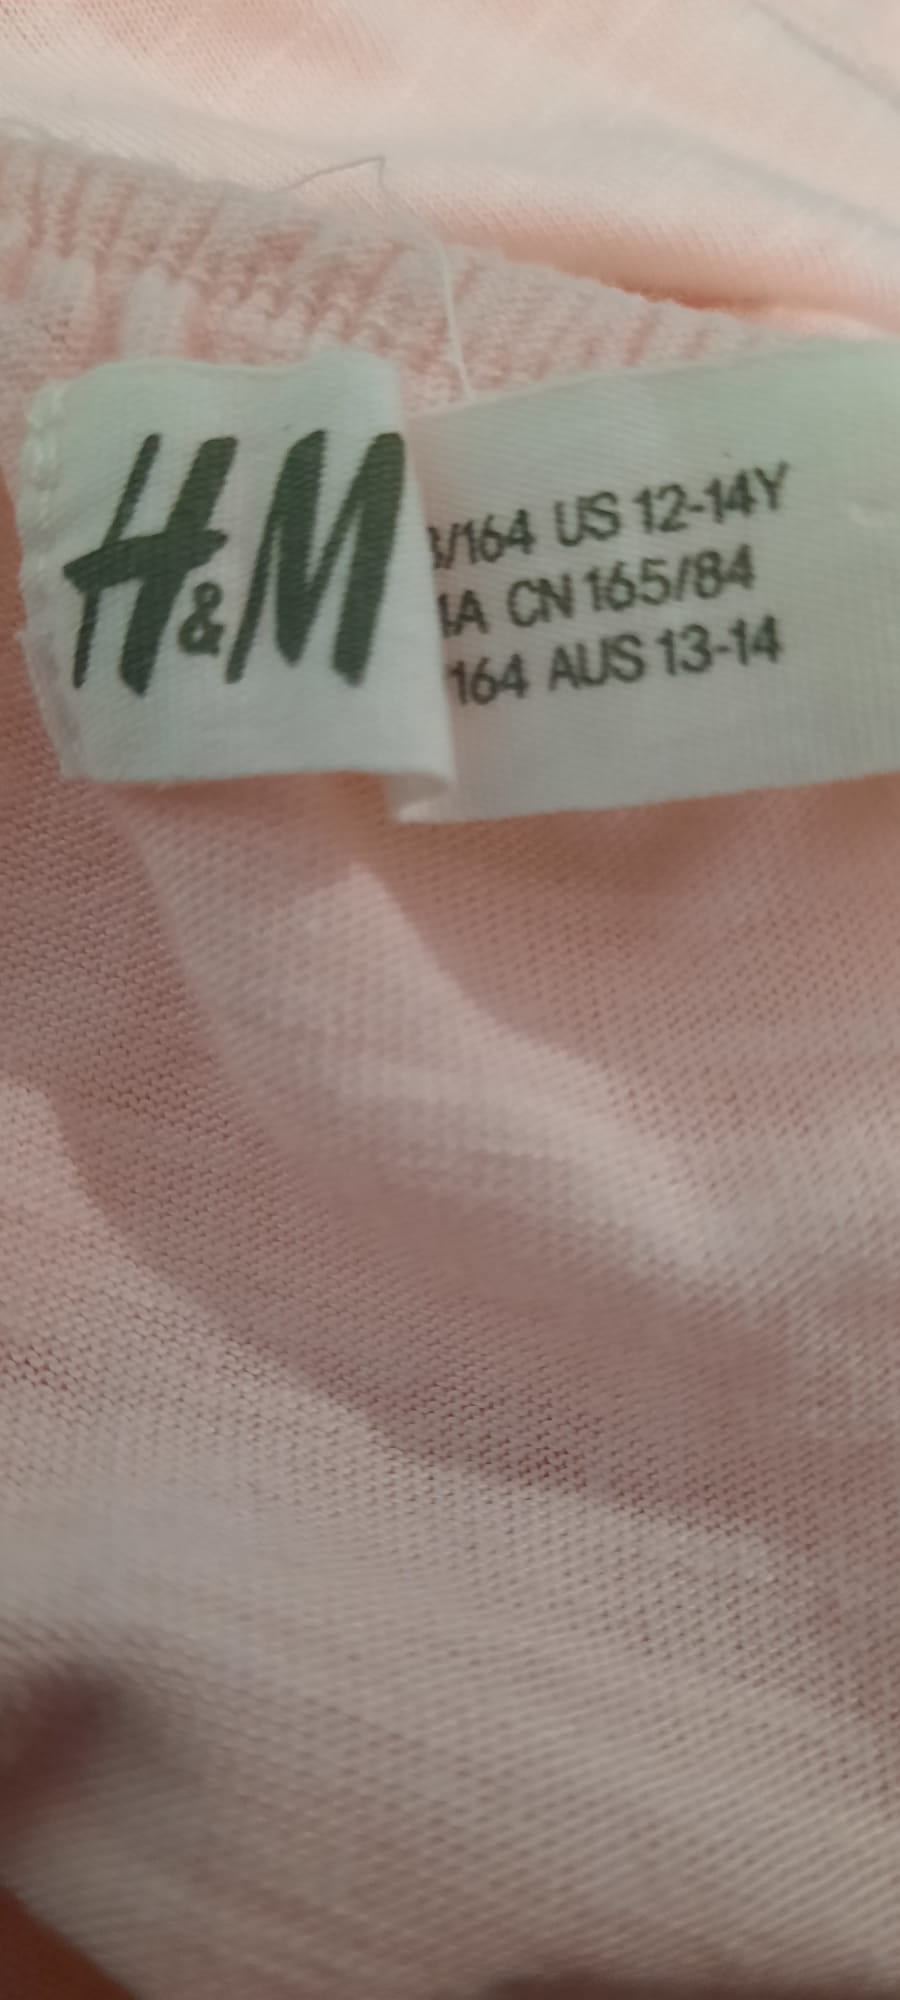 H&M
/164 US 12-14Y
A CN 165/84
164 AUS 13-14